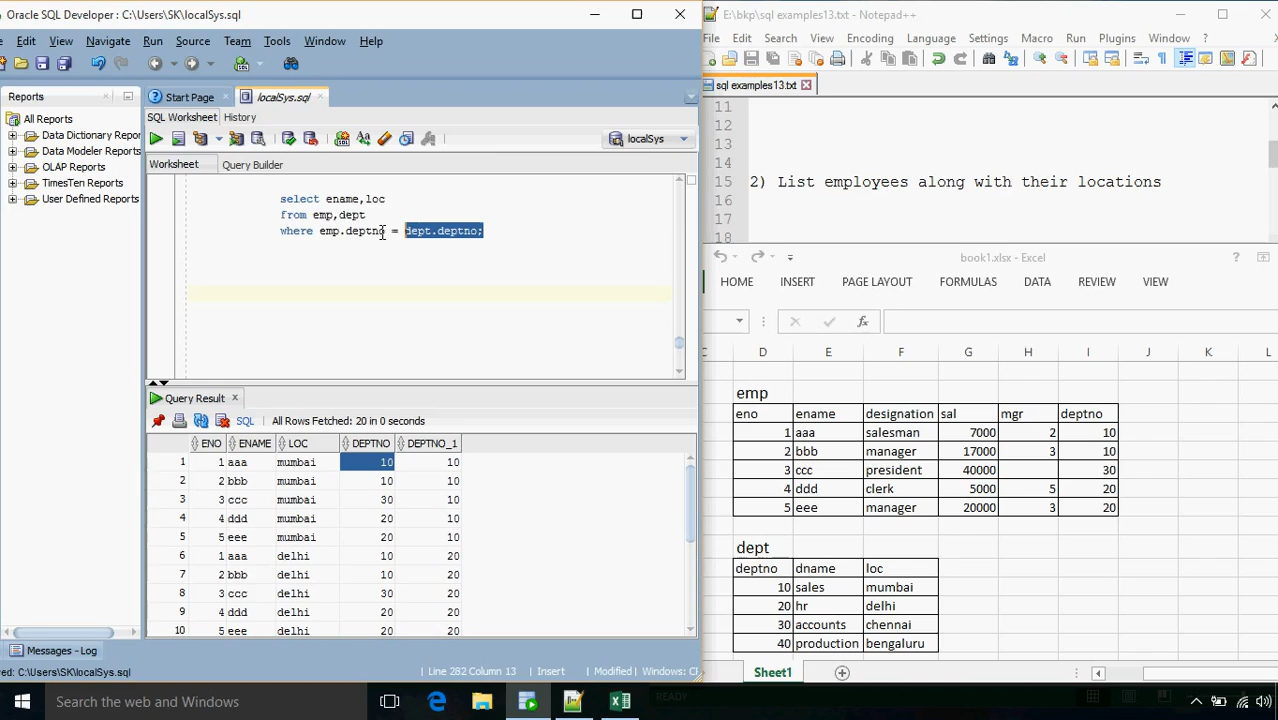 Oracle SQL Developer : C:\Users\SK\localSys.sql
Edit View Navigate Run Source Team Tools Window Help
Reports
Start Page
localSys.sql
All Reports
Data Dictionary Repor
Data Modeler Reports
OLAP Reports
TimesTen Reports
User Defined Reports
SQL Worksheet History
localSys
Worksheet Query Builder
select ename,loc
from emp,dept
where emp.deptno = dept.deptno;
Query Result
SQL All Rows Fetched: 20 in 0 seconds
ENO ENAME LOC DEPTNO DEPTNO_1
1 1 aaa mumbai 10 10
2 2 bbb mumbai 10 10
3 3 ccc mumbai 30 10
4 4 ddd mumbai 20 10
5 5 eee mumbai 20 10
6 1 aaa delhi 10 20
7 2 bbb delhi 10 20
8 3 ccc delhi 30 20
9 4 ddd delhi 20 20
10 5 eee delhi 20 20
Messages - Log
ed: C:\Users\SK\localSys.sql
Line 282 Column 13 Insert Modified Windows: CF
E:\bkp\sql examples13.txt - Notepad++
File Edit Search View Encoding Language Settings Macro Run Plugins Window ?
sql examples13.txt
11
12
13
14
15 2) List employees along with their locations
16
17
18
book1.xlsx - Excel
HOME INSERT PAGE LAYOUT FORMULAS DATA REVIEW VIEW
C D E F G H I J K L
emp
eno ename designation sal mgr deptno
1 aaa salesman 7000 2 10
2 bbb manager 17000 3 10
3 ccc president 40000 30
4 ddd clerk 5000 5 20
5 eee manager 20000 3 20
dept
deptno dname loc
10 sales mumbai
20 hr delhi
30 accounts chennai
40 production bengaluru
Sheet1
READY
Search the web and Windows